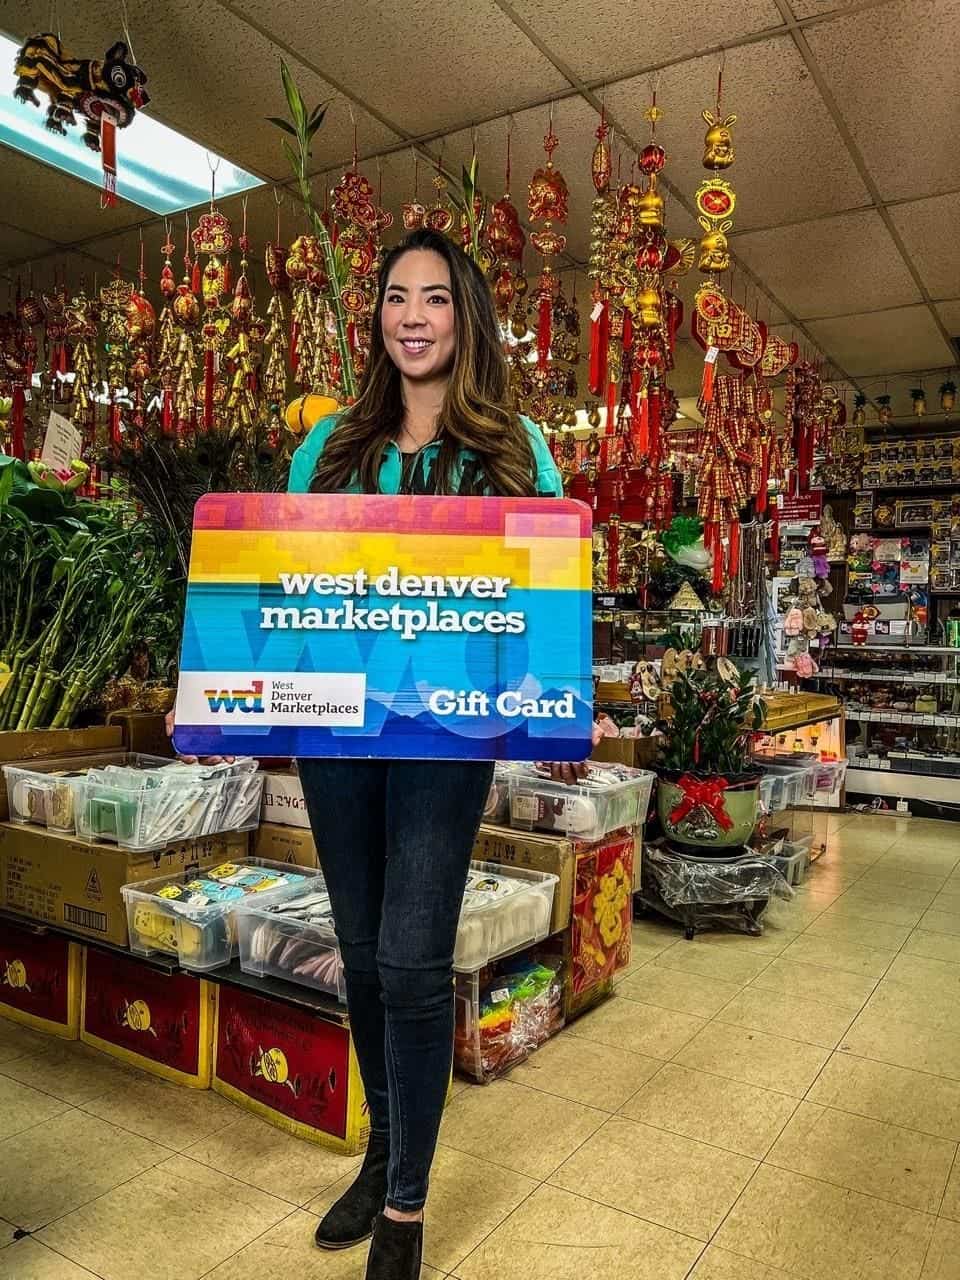 west denver
marketplaces
wd
West
Denver
Marketplaces
Gift Card